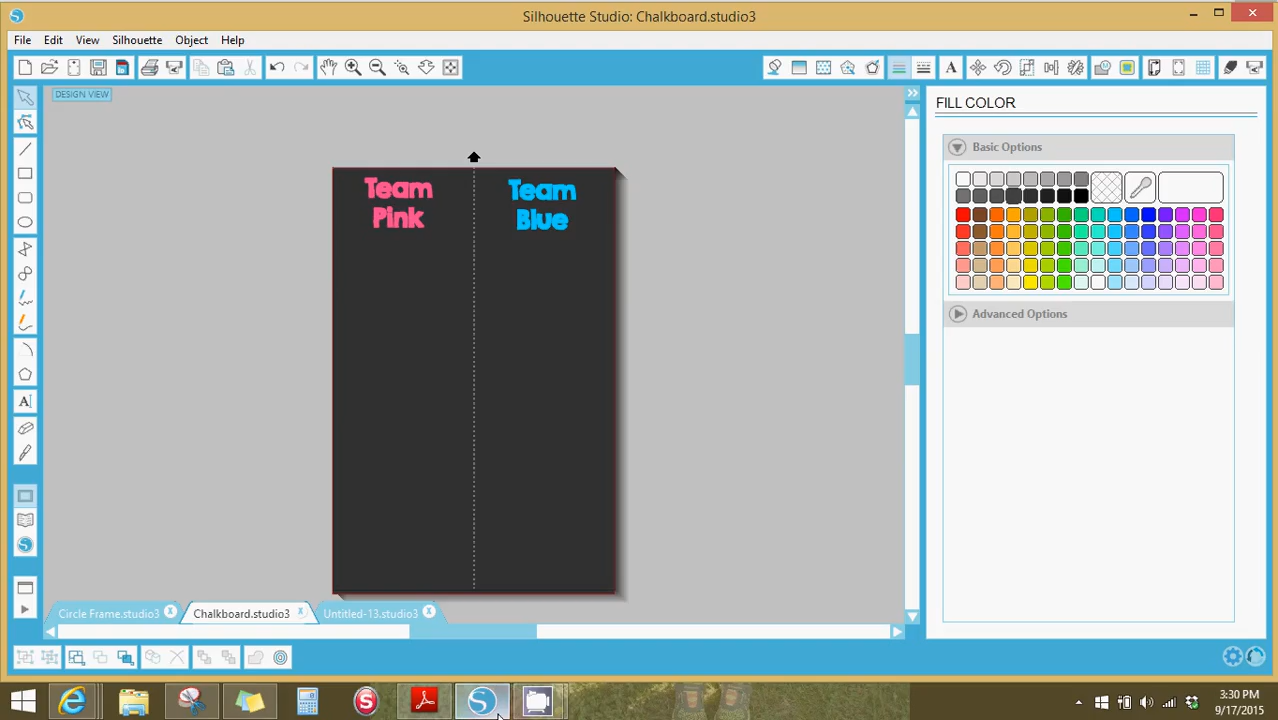 Silhouette Studio: Chalkboard.studio3
File Edit View Silhouette Object Help
DESIGN VIEW
FILL COLOR
Basic Options
Advanced Options
Team
Pink
Team
Blue
Circle Frame.studio3 Chalkboard.studio3 Untitled-13.studio3
3:30 PM
9/17/2015